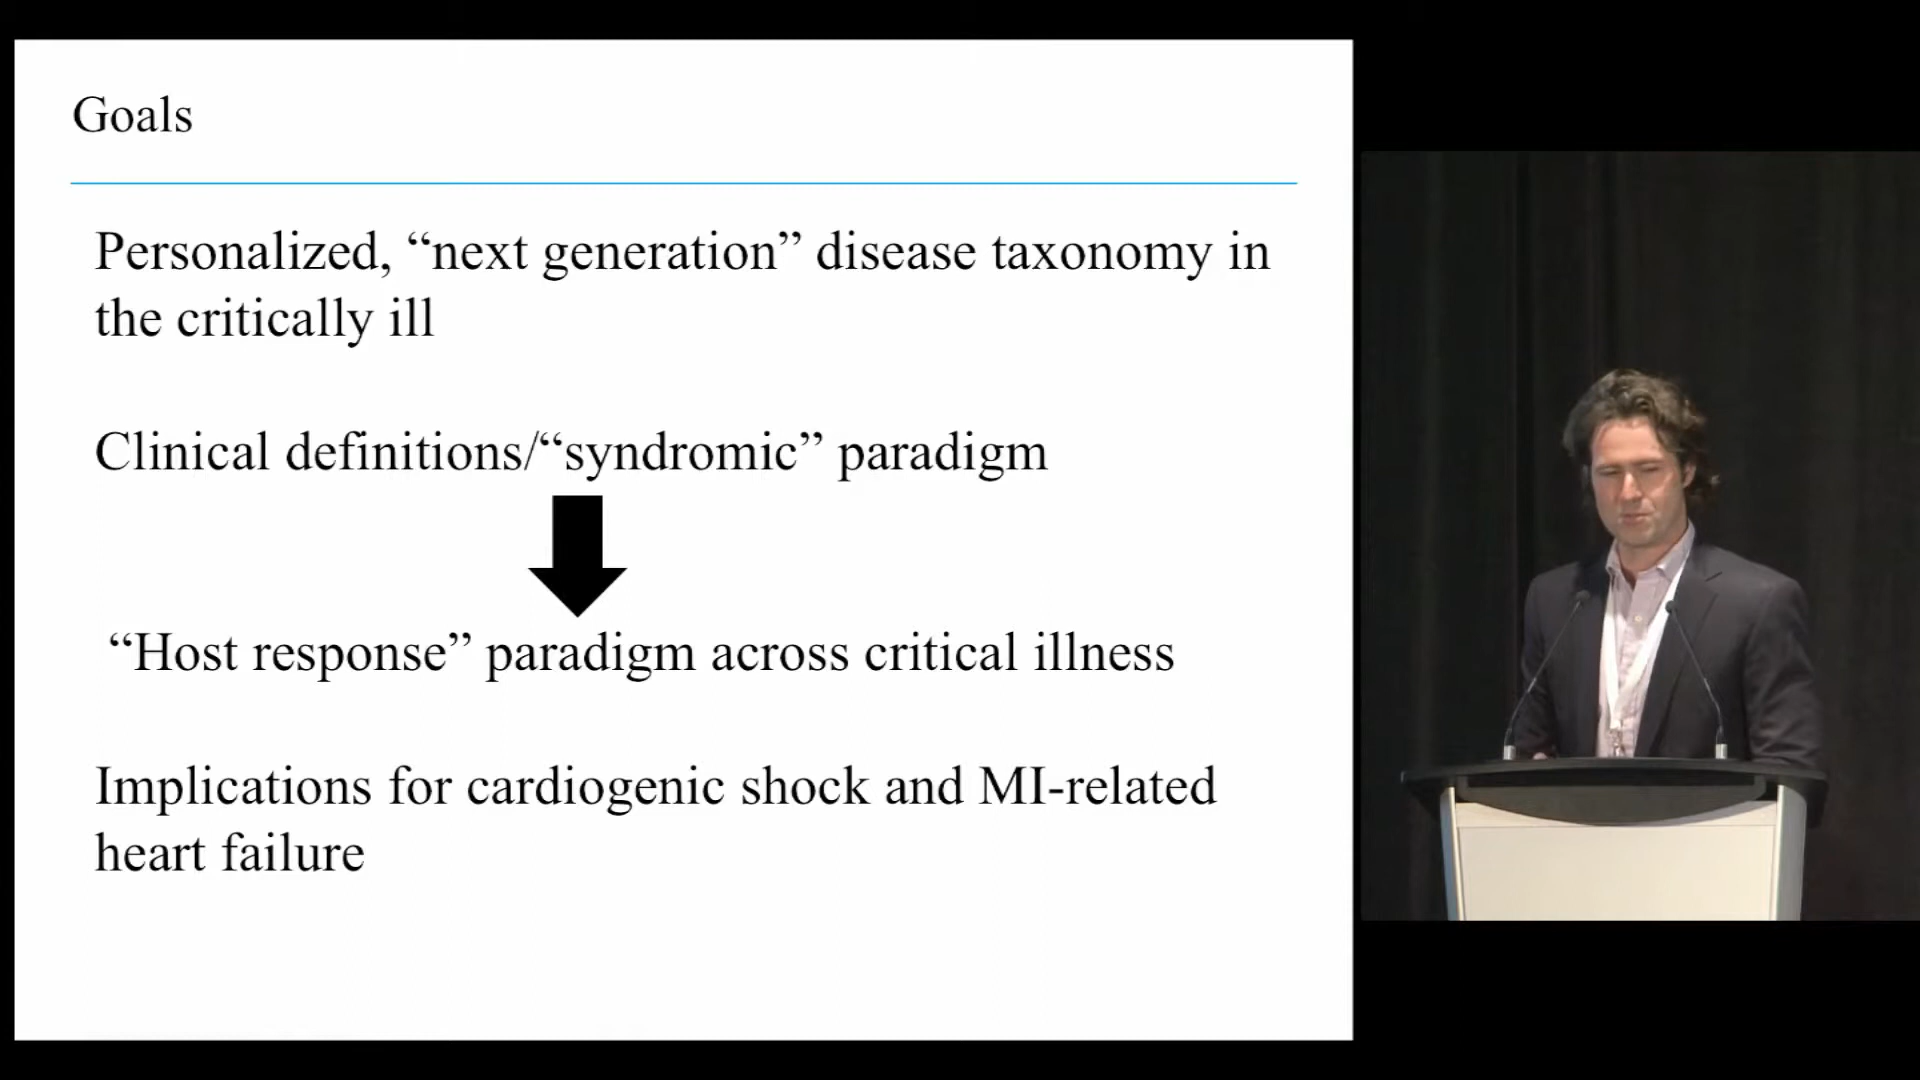 Goals
Personalized, “next generation” disease taxonomy in
the critically ill
Clinical definitions/“syndromic” paradigm
“Host response” paradigm across critical illness
Implications for cardiogenic shock and MI-related
heart failure